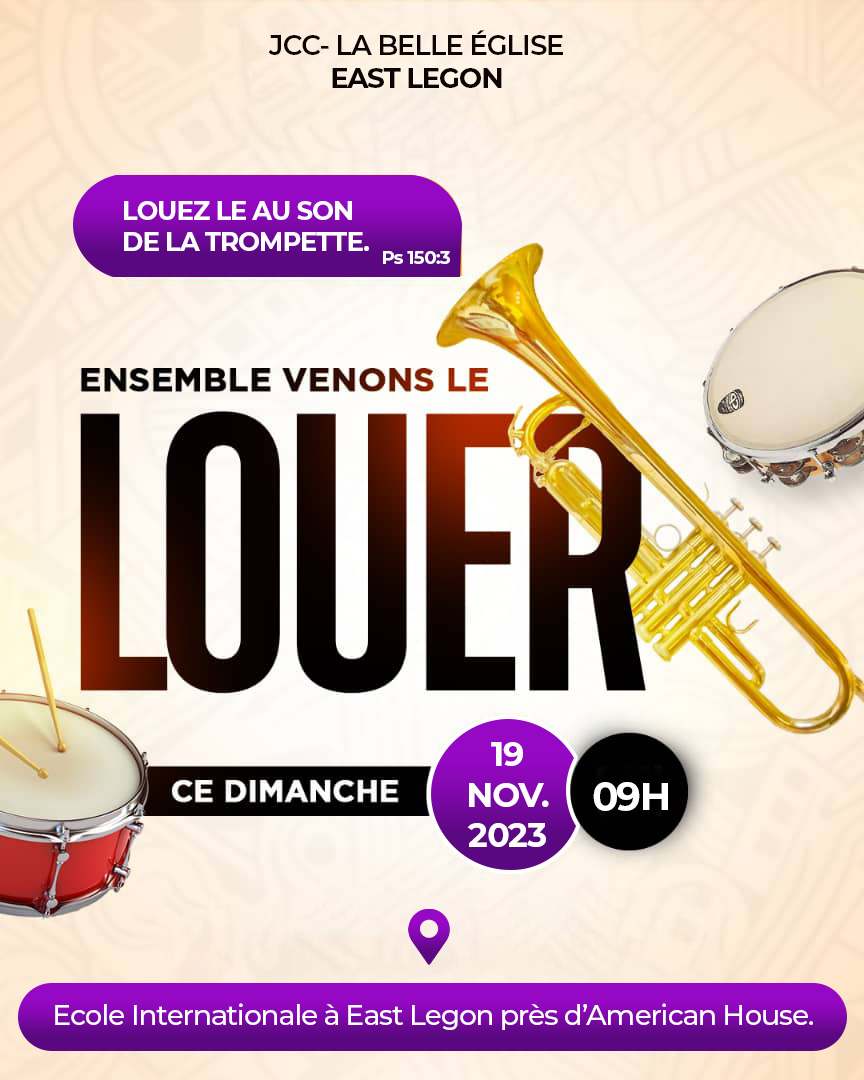 JCC- LA BELLE ÉGLISE
EAST LEGON
LOUEZ LE AU SON
DE LA TROMPETTE.
Ps 150:3
ENSEMBLE VENONS LE
LOUER
CE DIMANCHE
19
NOV.
2023
09H
Ecole Internationale à East Legon près d’American House.